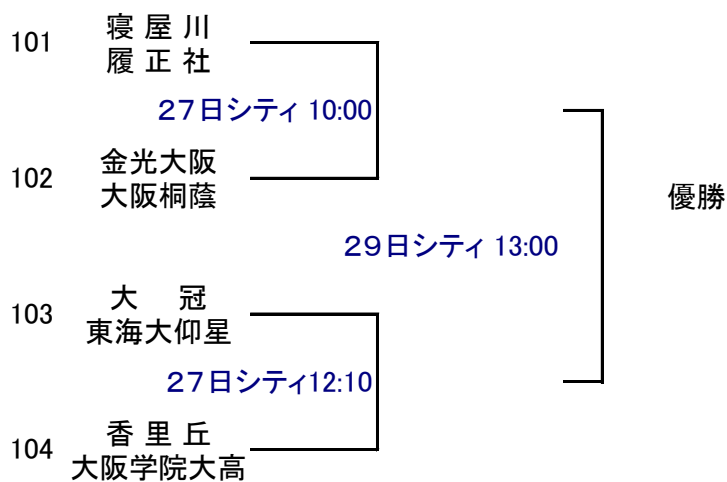 101
寝 屋 川
履 正 社
27日シティ 10:00
102
金光大阪
大阪桐蔭
優勝
29日シティ 13:00
103
大　冠
東海大仰星
27日シティ12:10
104
香 里 丘
大阪学院大高